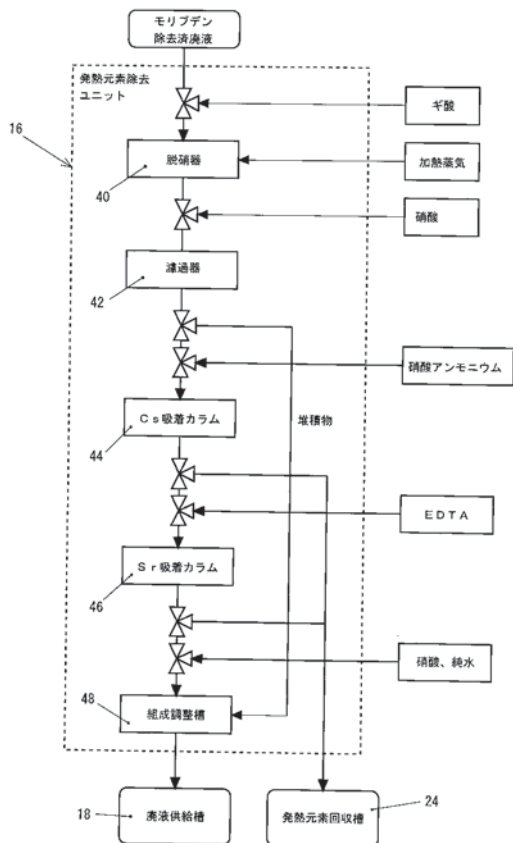 モリブデン
除去済廃液
発熱元素除去
ユニット
16
ギ酸
脱硝器
40
加熱蒸気
硝酸
濾過器
42
硝酸アンモニウム
堆積物
Cs吸着カラム
44
EDTA
Sr吸着カラム
46
硝酸、純水
48
組成調整槽
18
廃液供給槽
発熱元素回収槽
24